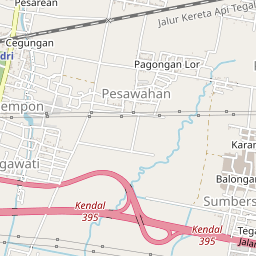 Pesarean
Jalur Kereta Api Tegal
Cegungan
dri
Pagongan Lor
Pesawahan
empon
Karan
gawati
Balongan
Kendal
395
Sumbers
Kendal
395
Tega
Jalan